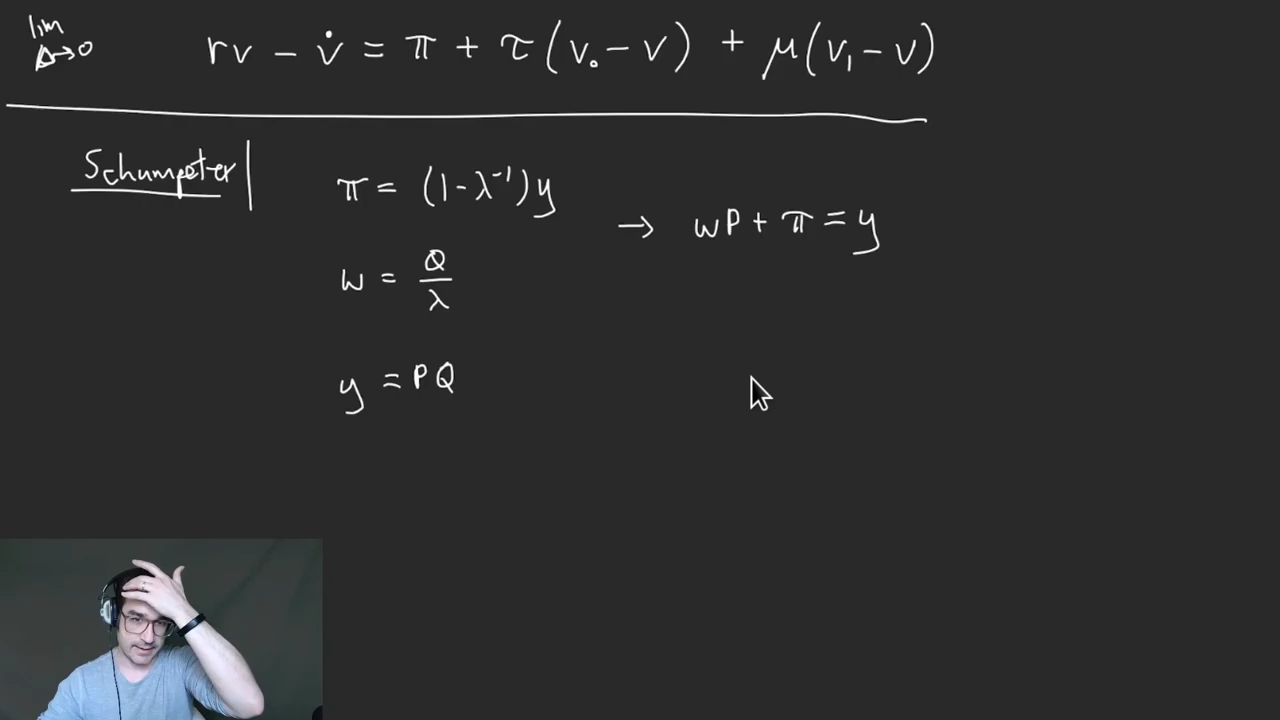 lim
Δ→0
rv - v̇ = π + τ(v₀ - v) + μ(v₁ - v)
Schumpeter
π = (1-λ⁻¹)y
→ wP + π = y
w = Q/λ
y = PQ